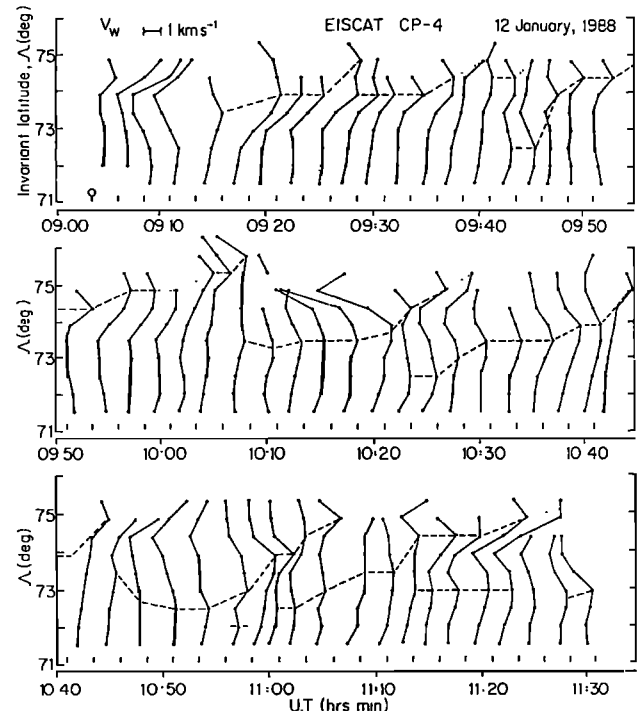 V_W 1 km s⁻¹ EISCAT CP-4 12 January, 1988
Invariant latitude, Λ(deg)
75
73
71
09:00 09:10 09:20 09:30 09:40 09:50
Λ(deg)
75
73
71
09:50 10:00 10:10 10:20 10:30 10:40
Λ(deg)
75
73
71
10:40 10:50 11:00 11:10 11:20 11:30
U.T (hrs min)